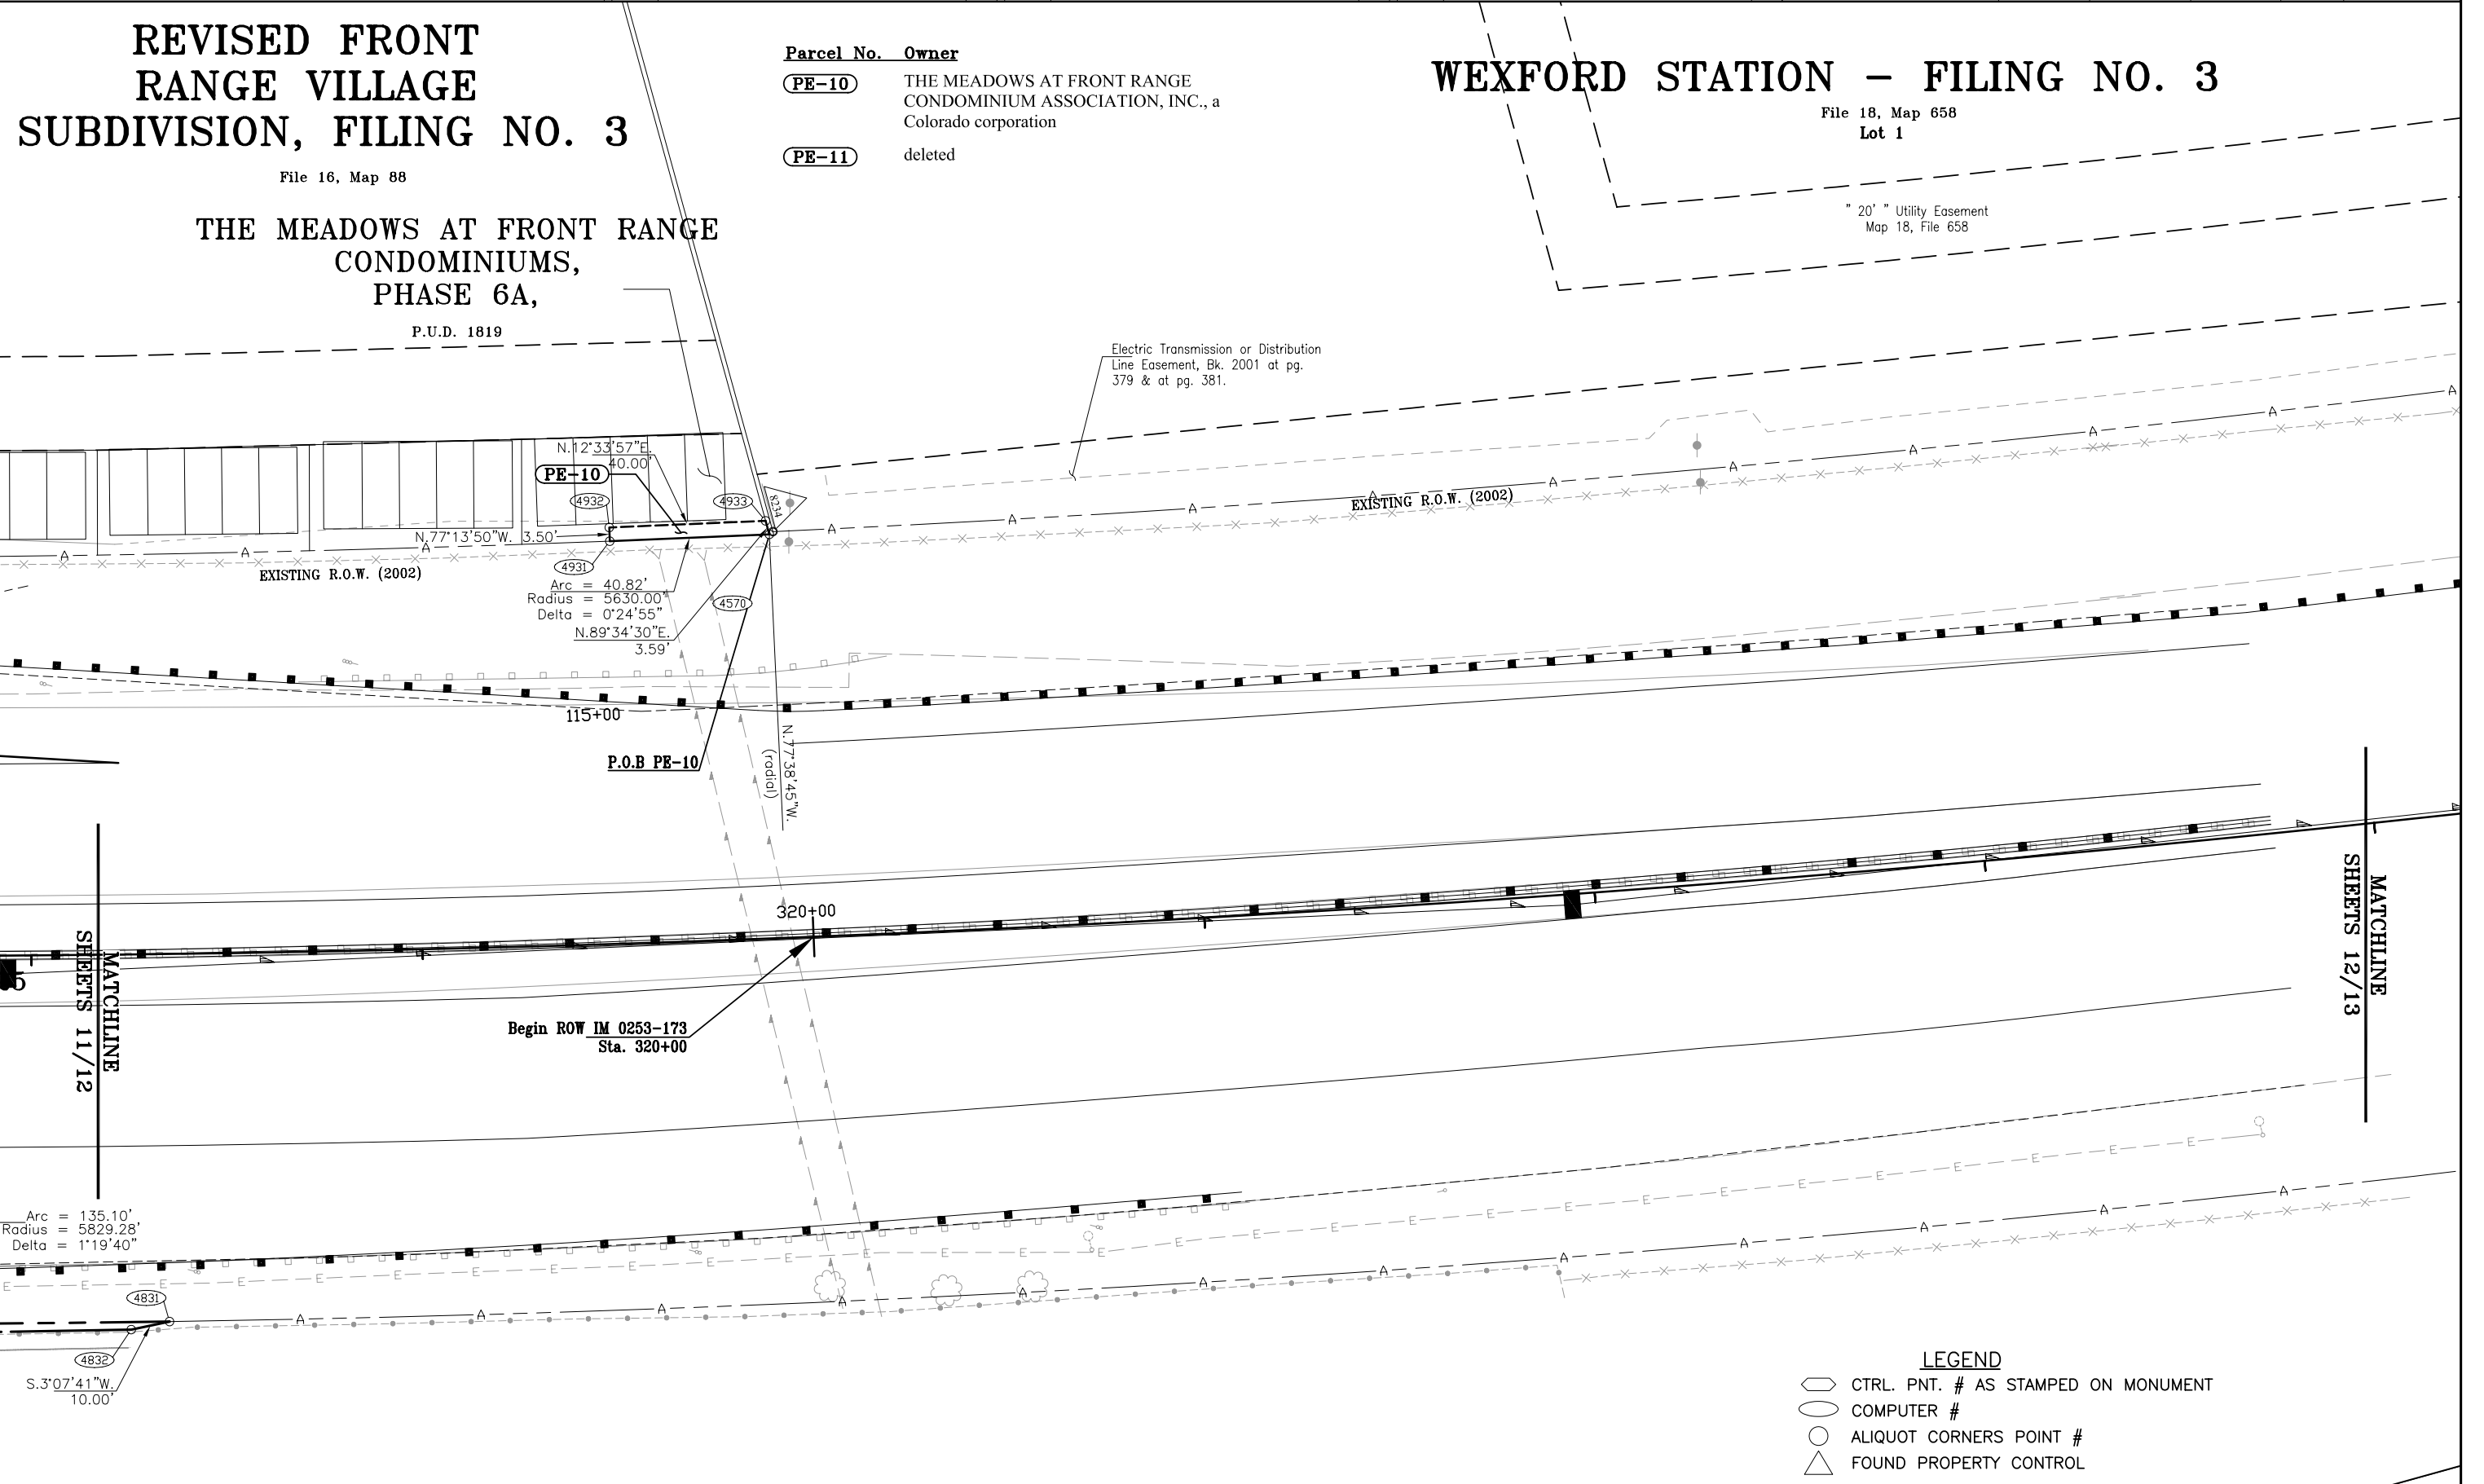 REVISED FRONT
RANGE VILLAGE
SUBDIVISION, FILING NO. 3
File 16, Map 88
THE MEADOWS AT FRONT RANGE
CONDOMINIUMS,
PHASE 6A,
P.U.D. 1819
Parcel No. Owner
PE-10 THE MEADOWS AT FRONT RANGE
CONDOMINIUM ASSOCIATION, INC., a
Colorado corporation
PE-11 deleted
WEXFORD STATION - FILING NO. 3
File 18, Map 658
Lot 1
" 20' " Utility Easement
Map 18, File 658
Electric Transmission or Distribution
Line Easement, Bk. 2001 at pg.
379 & at pg. 381.
N.12°33'57"E.
40.00'
PE-10
4932
4933
8234
N.77°13'50"W. 3.50'
4931
EXISTING R.O.W. (2002)
EXISTING R.O.W. (2002)
Arc = 40.82'
Radius = 5630.00'
Delta = 0°24'55"
4570
N.89°34'30"E.
3.59'
115+00
P.O.B PE-10
N.77°38'45"W.
(radial)
320+00
Begin ROW IM 0253-173
Sta. 320+00
MATCHLINE
SHEETS 11/12
MATCHLINE
SHEETS 12/13
Arc = 135.10'
Radius = 5829.28'
Delta = 1°19'40"
4831
4832
S.3°07'41"W.
10.00'
LEGEND
CTRL. PNT. # AS STAMPED ON MONUMENT
COMPUTER #
ALIQUOT CORNERS POINT #
FOUND PROPERTY CONTROL